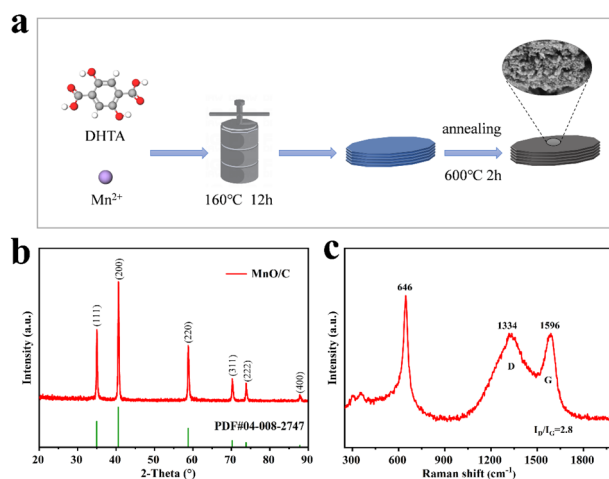 a
DHTA
Mn²⁺
160℃ 12h
annealing
600℃ 2h
b
MnO/C
(111)
(200)
(220)
(311)
(222)
(400)
PDF#04-008-2747
Intensity (a.u.)
20 30 40 50 60 70 80 90
2-Theta (°)
c
646
1334
1596
D
G
I_D/I_G=2.8
Intensity (a.u.)
300 600 900 1200 1500 1800
Raman shift (cm⁻¹)